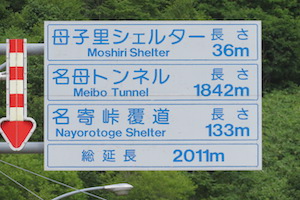 母子里シェルター 長さ
Moshiri Shelter 36m
名母トンネル 長さ
Meibo Tunnel 1842m
名寄峠覆道 長さ
Nayorotoge Shelter 133m
総延長 2011m